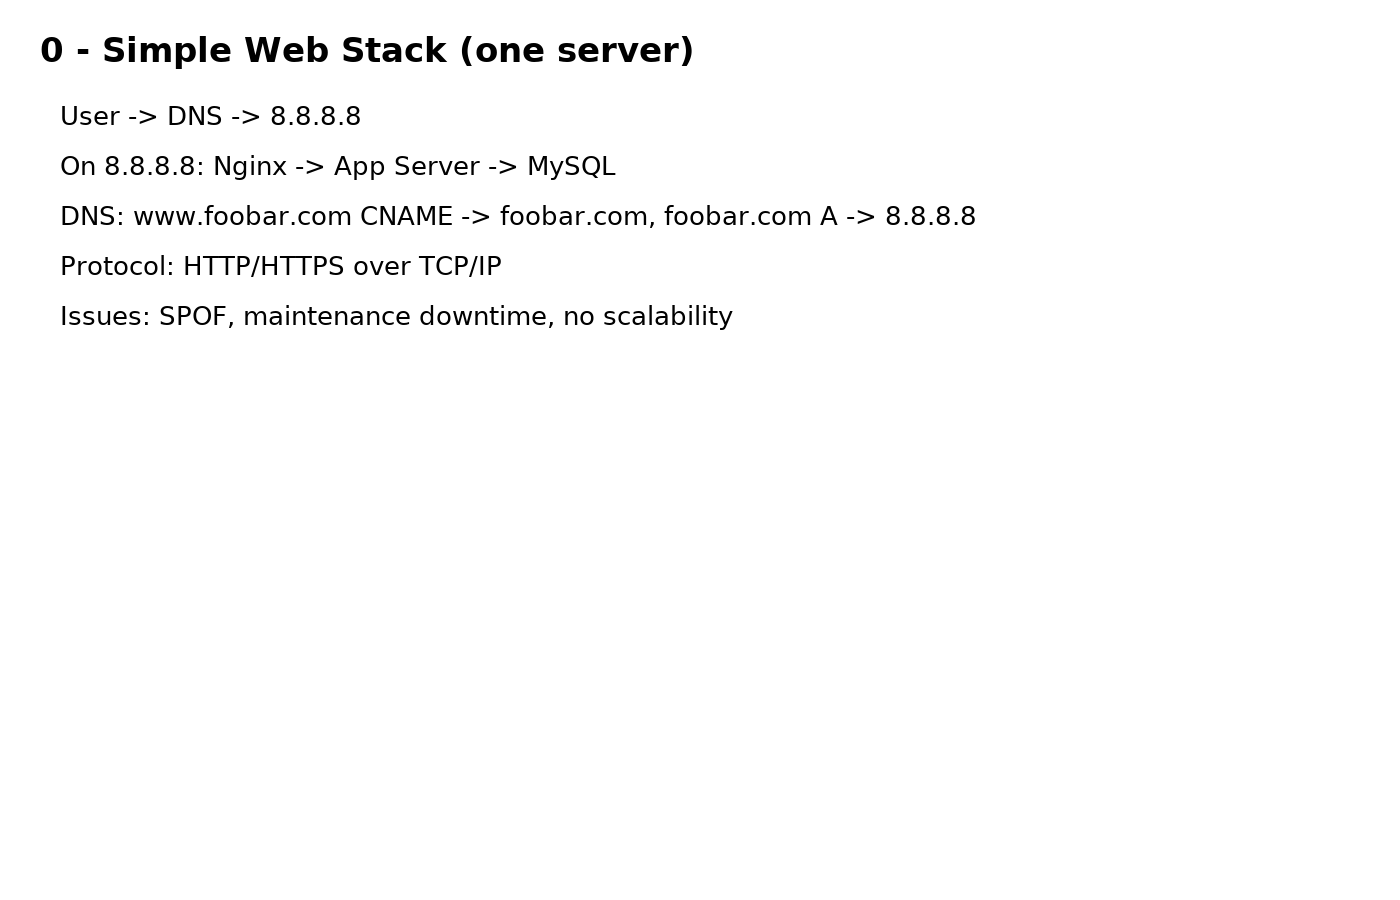 0 - Simple Web Stack (one server)
User -> DNS -> 8.8.8.8
On 8.8.8.8: Nginx -> App Server -> MySQL
DNS: www.foobar.com CNAME -> foobar.com, foobar.com A -> 8.8.8.8
Protocol: HTTP/HTTPS over TCP/IP
Issues: SPOF, maintenance downtime, no scalability